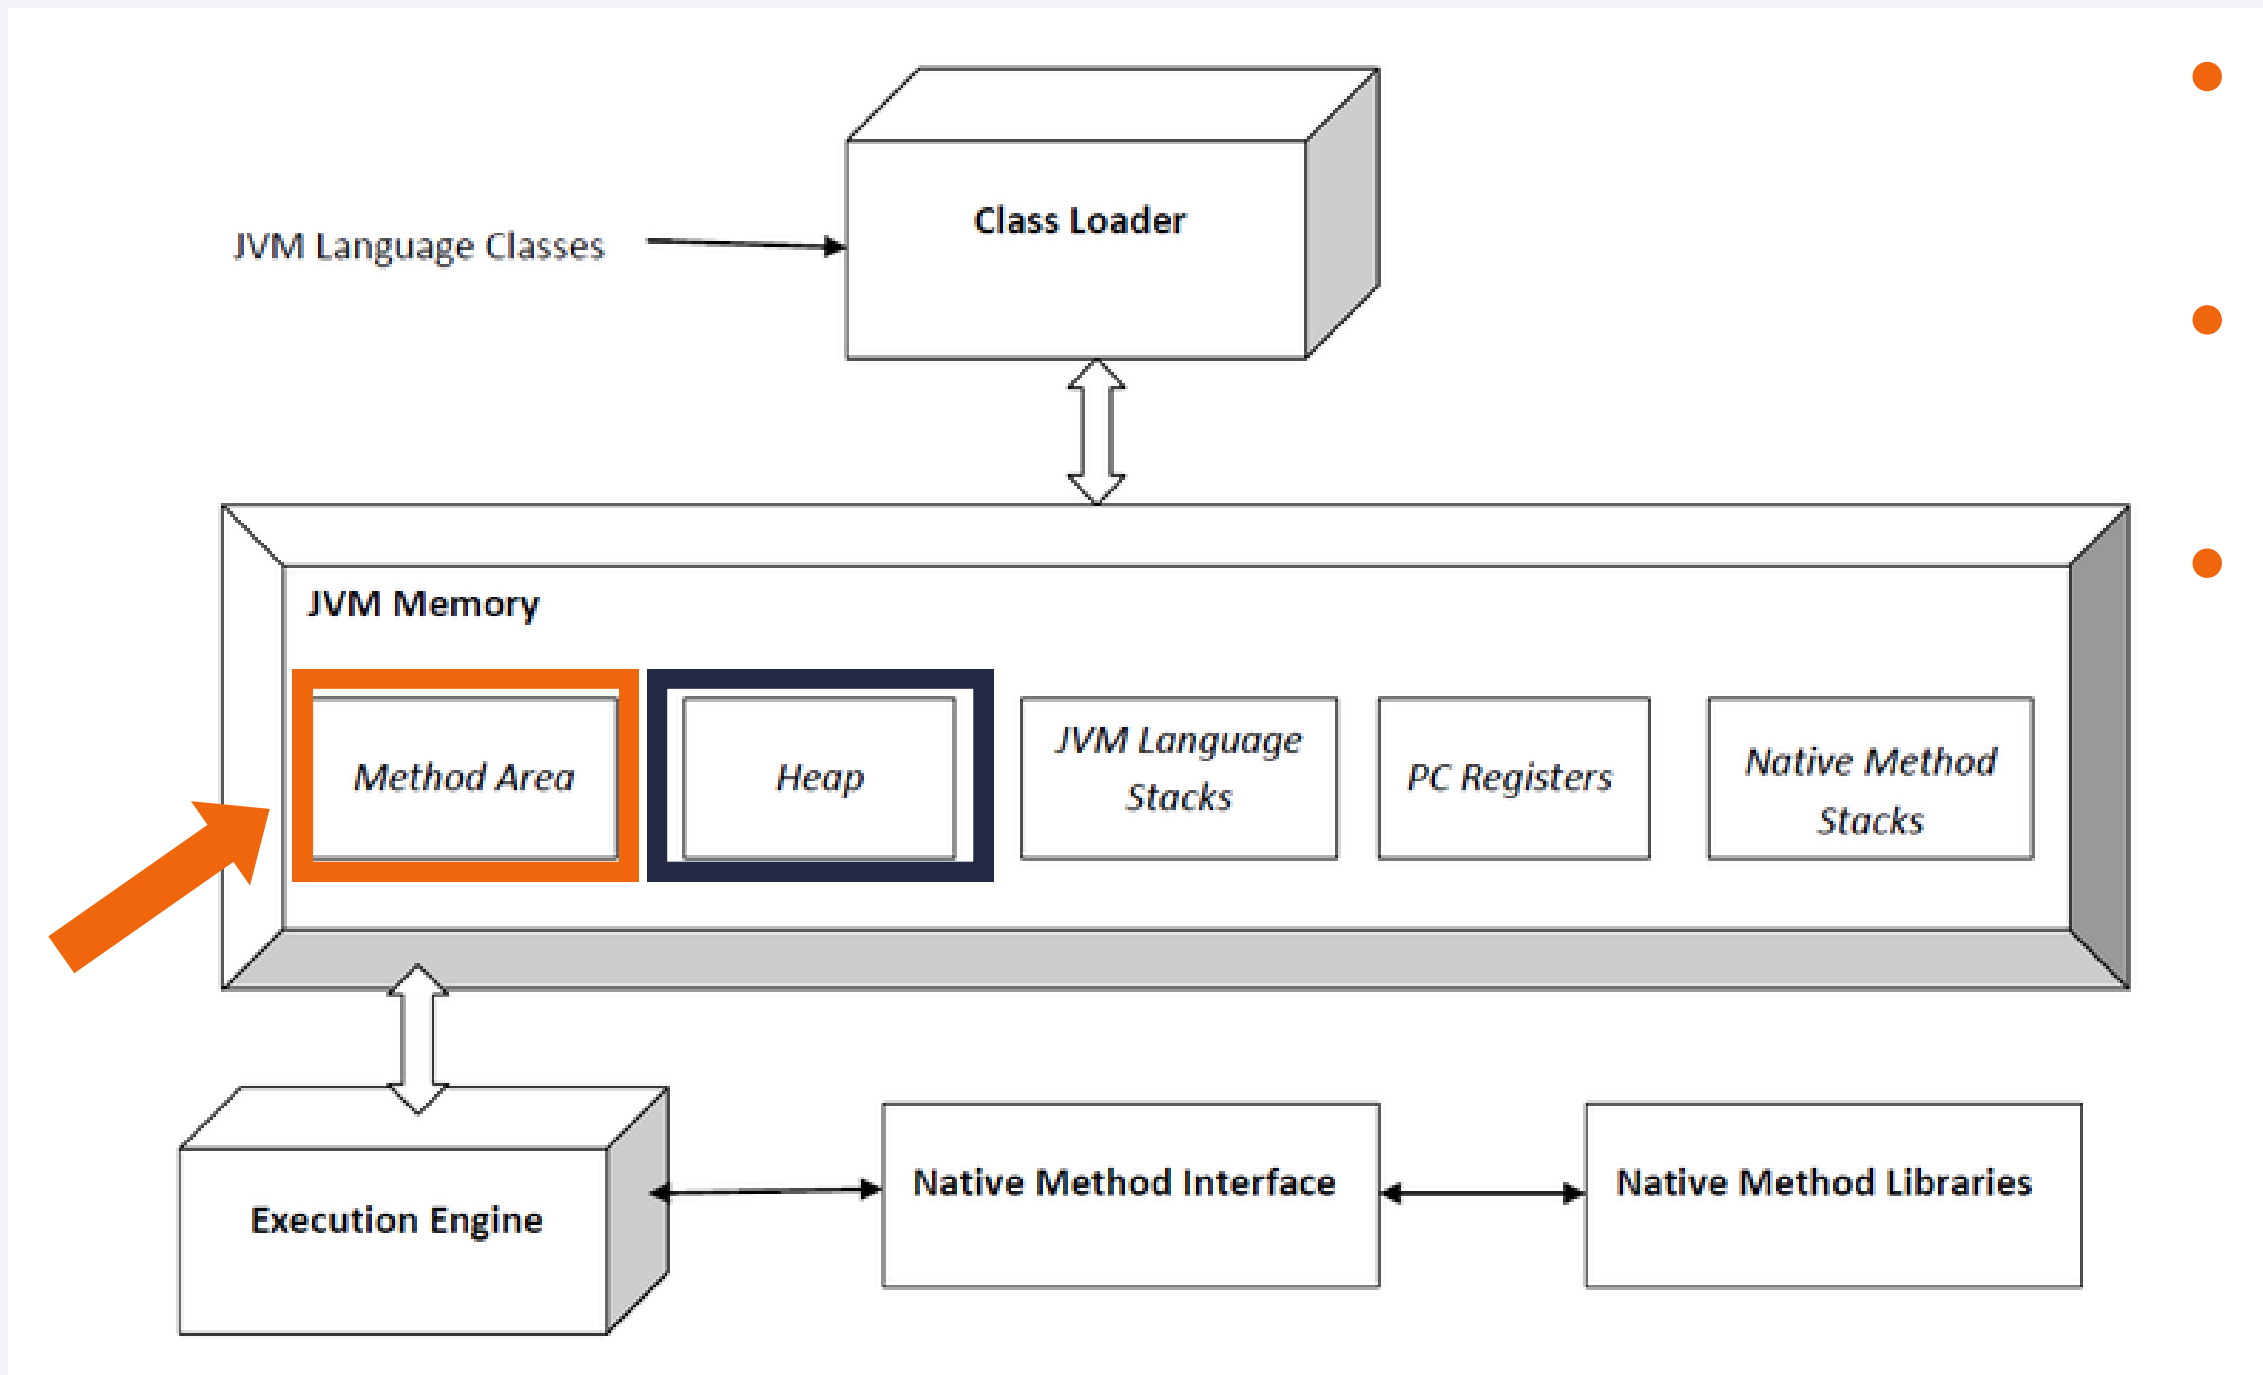 Class Loader
JVM Language Classes
JVM Memory
Method Area
Heap
JVM Language
Stacks
PC Registers
Native Method
Stacks
Execution Engine
Native Method Interface
Native Method Libraries